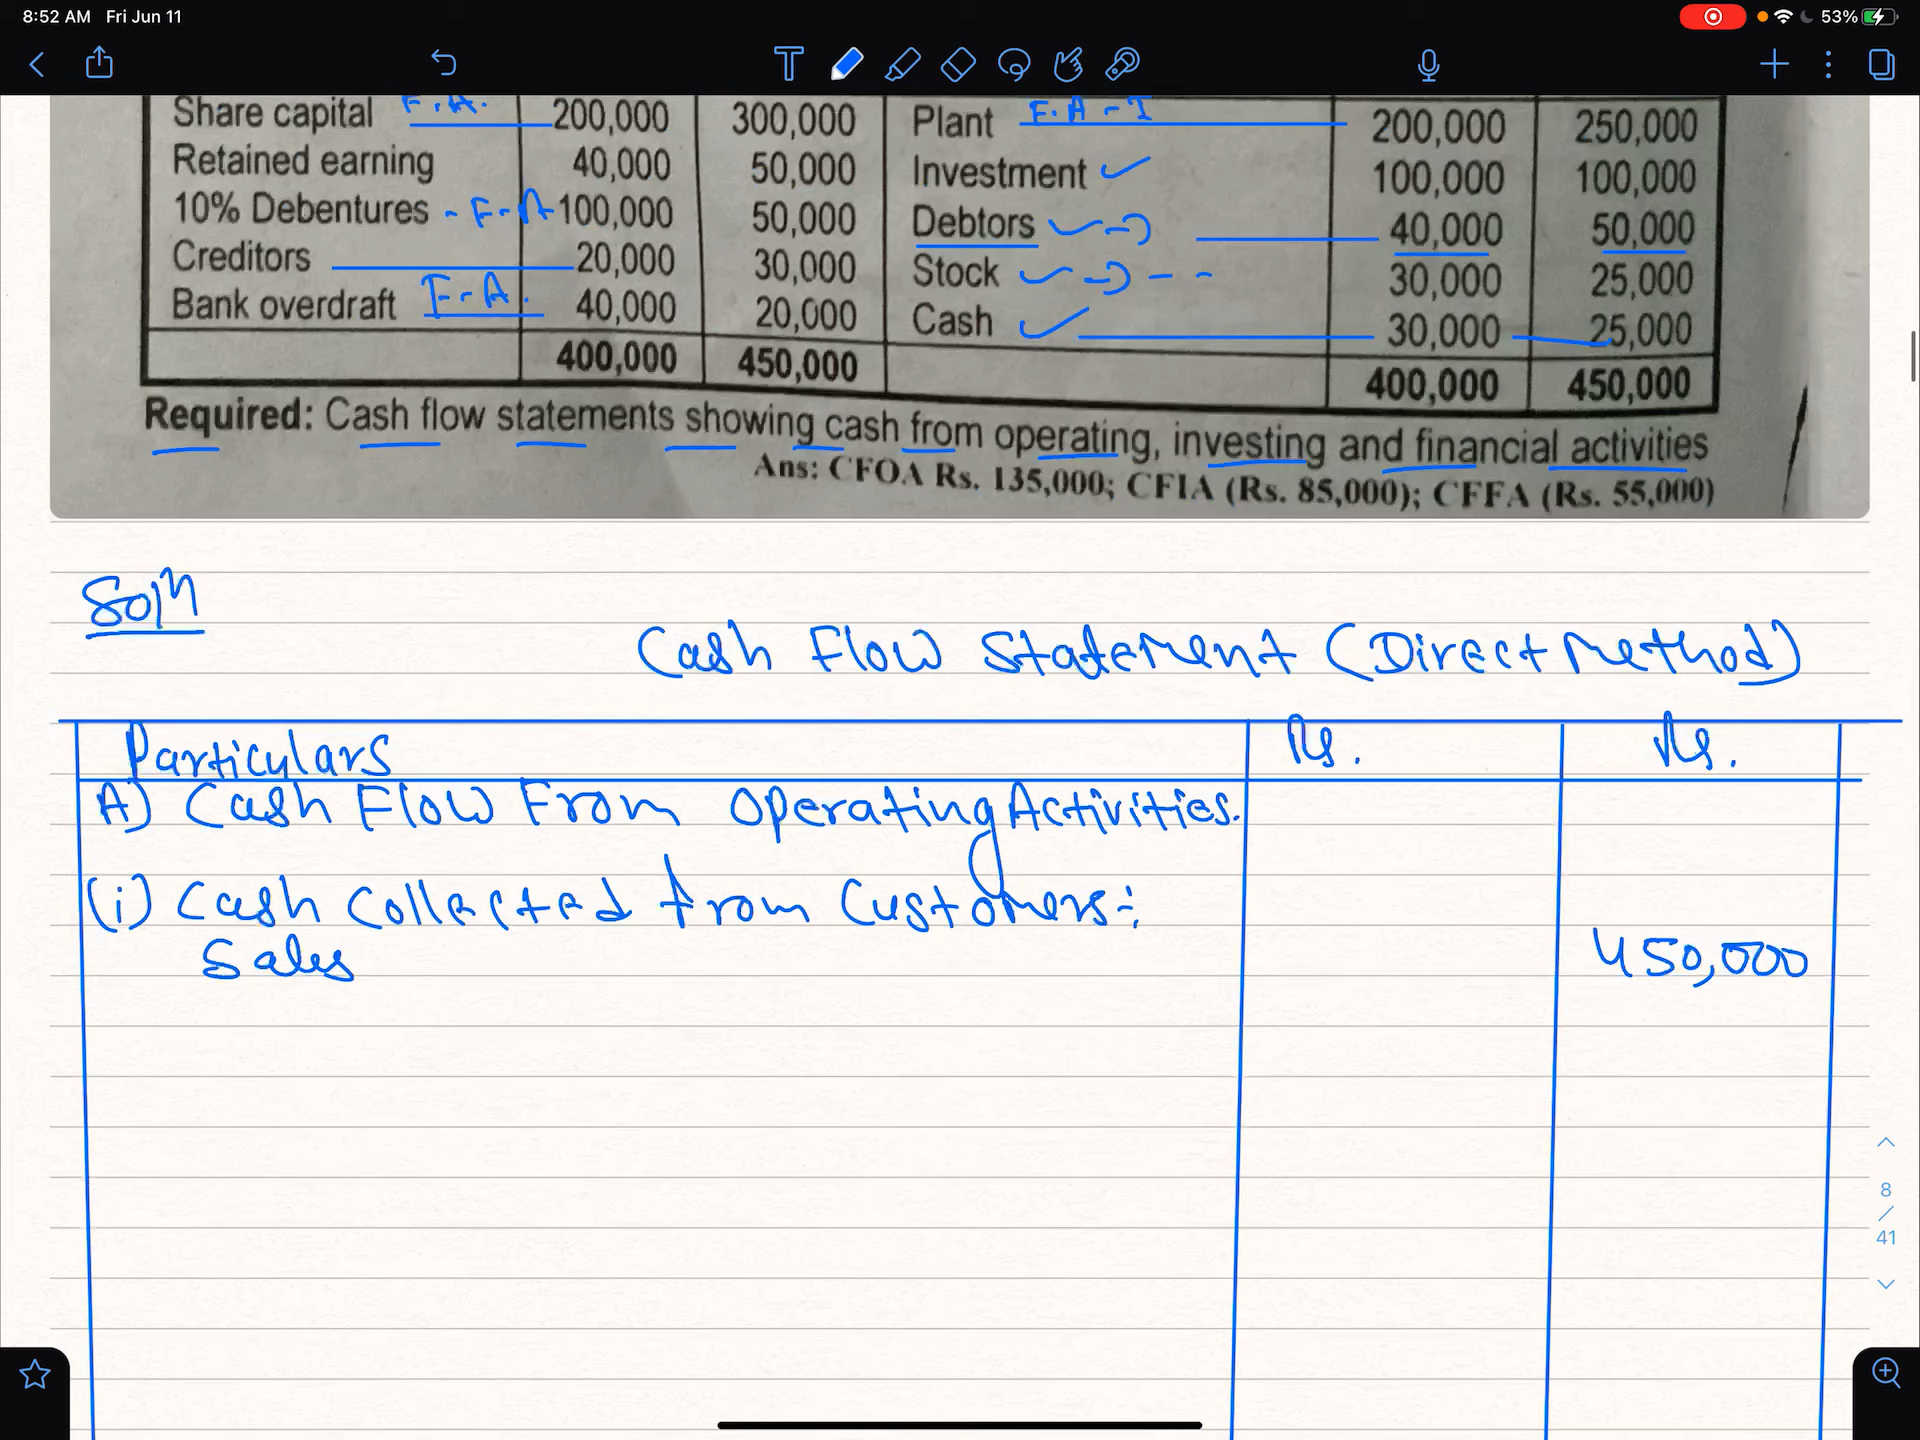 8:52 AM Fri Jun 11
53%
Share capital F.A. 200,000 300,000 Plant F.A - I 200,000 250,000
Retained earning 40,000 50,000 Investment 100,000 100,000
10% Debentures - F-A 100,000 50,000 Debtors 40,000 50,000
Creditors 20,000 30,000 Stock 30,000 25,000
Bank overdraft F-A. 40,000 20,000 Cash 30,000 25,000
400,000 450,000 400,000 450,000
Required: Cash flow statements showing cash from operating, investing and financial activities
Ans: CFOA Rs. 135,000; CFIA (Rs. 85,000); CFFA (Rs. 55,000)
Soln
Cash Flow Statement (Direct Method)
Particulars Rs. Rs.
A) Cash Flow From Operating Activities.
(i) Cash Collected from Customers:
Sales 450,000
8
/
41